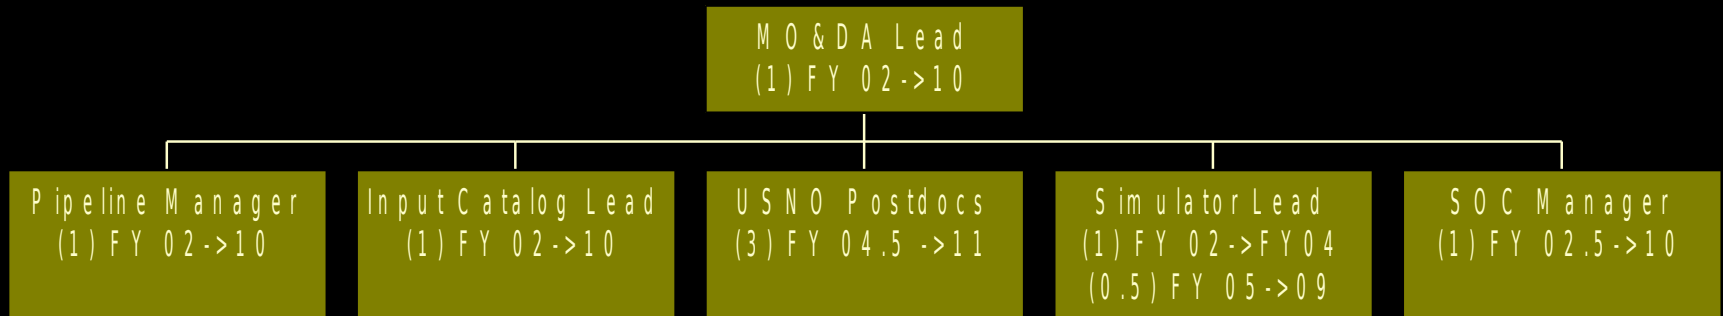 MO&DA Lead
(1) FY 02->10
Pipeline Manager
(1) FY 02->10
Input Catalog Lead
(1) FY 02->10
USNO Postdocs
(3) FY 04.5 ->11
Simulator Lead
(1) FY 02->FY04
(0.5) FY 05->09
SOC Manager
(1) FY 02.5->10